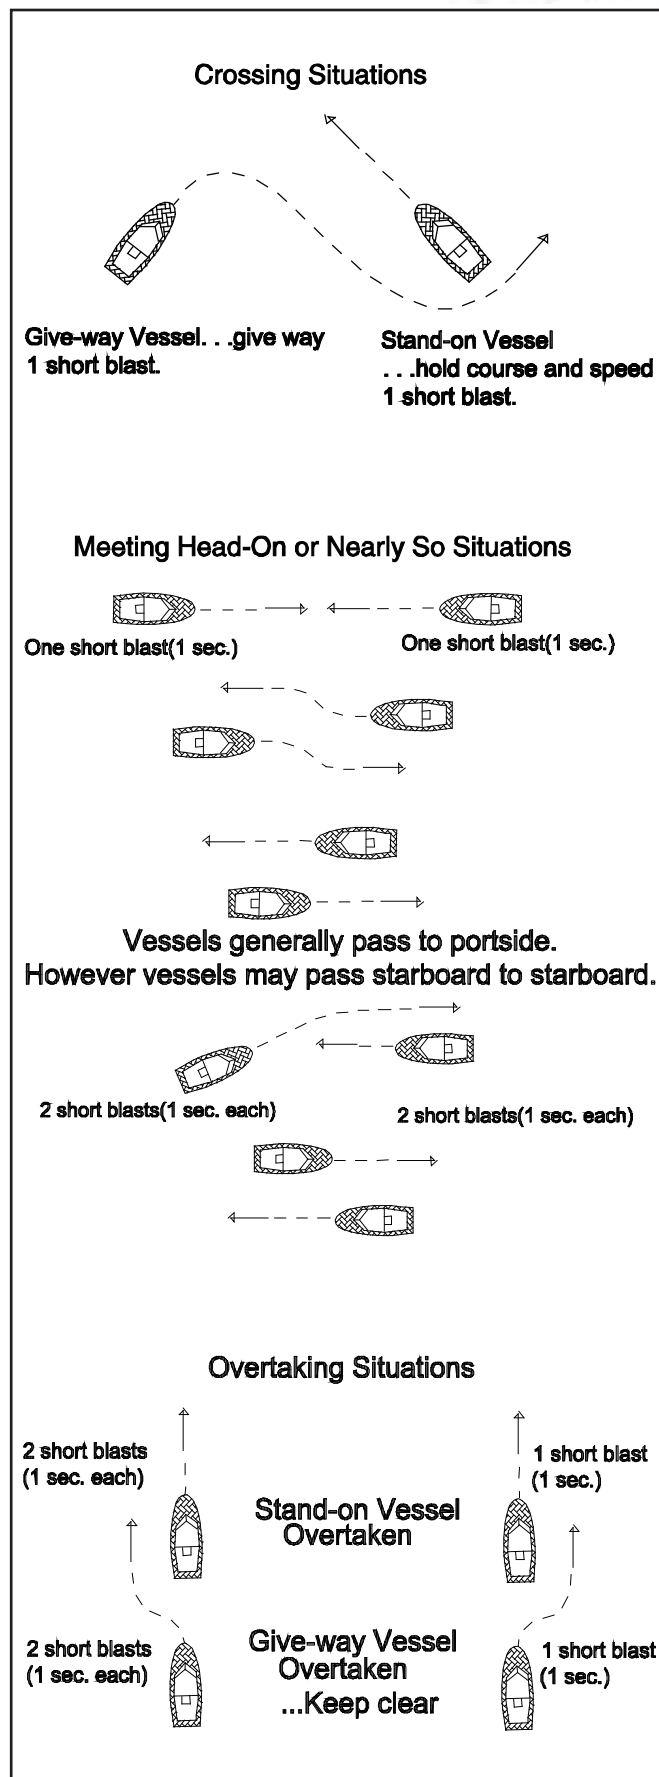 Crossing Situations
Give-way Vessel. . .give way
1 short blast.
Stand-on Vessel
. . .hold course and speed
1 short blast.
Meeting Head-On or Nearly So Situations
One short blast(1 sec.)
One short blast(1 sec.)
Vessels generally pass to portside.
However vessels may pass starboard to starboard.
2 short blasts(1 sec. each)
2 short blasts(1 sec. each)
Overtaking Situations
2 short blasts
(1 sec. each)
Stand-on Vessel
Overtaken
1 short blast
(1 sec.)
2 short blasts
(1 sec. each)
Give-way Vessel
Overtaken
...Keep clear
1 short blast
(1 sec.)